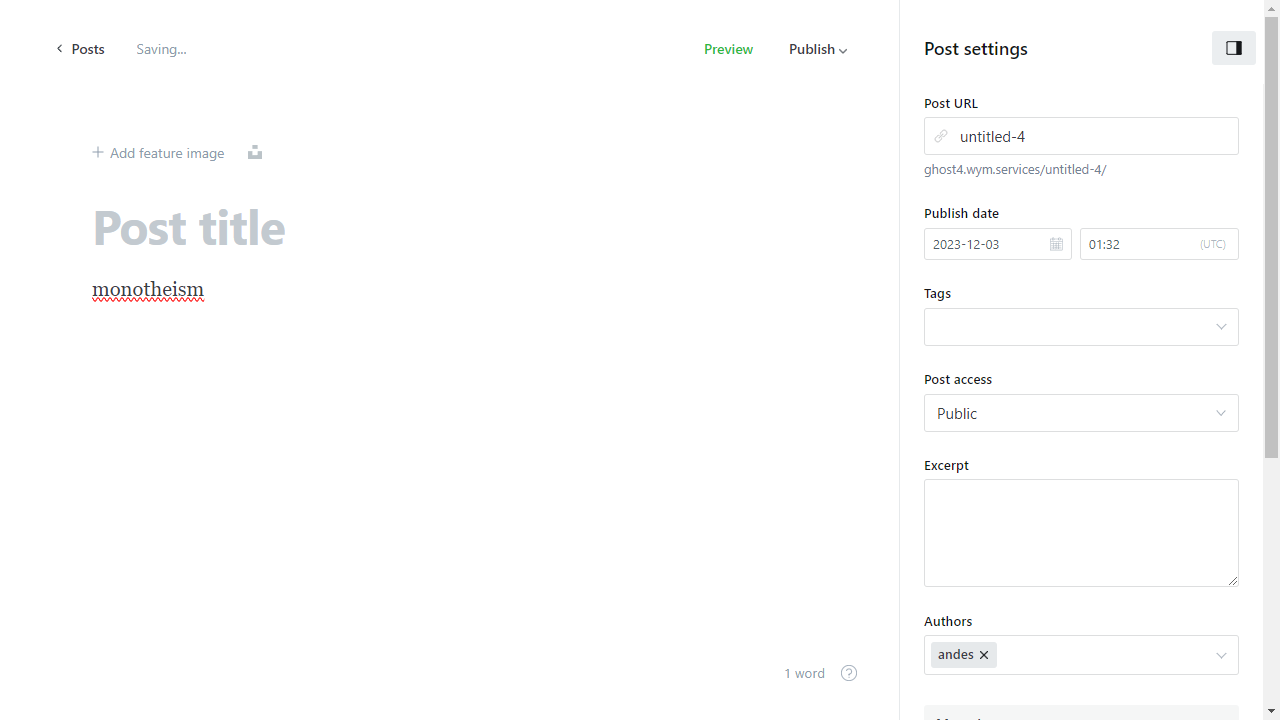 Posts
Saving...
Preview
Publish
Post settings
Post URL
untitled-4
ghost4.wym.services/untitled-4/
Publish date
2023-12-03
01:32
(UTC)
Add feature image
Post title
monotheism
Tags
Post access
Public
Excerpt
Authors
andes
1 word
?